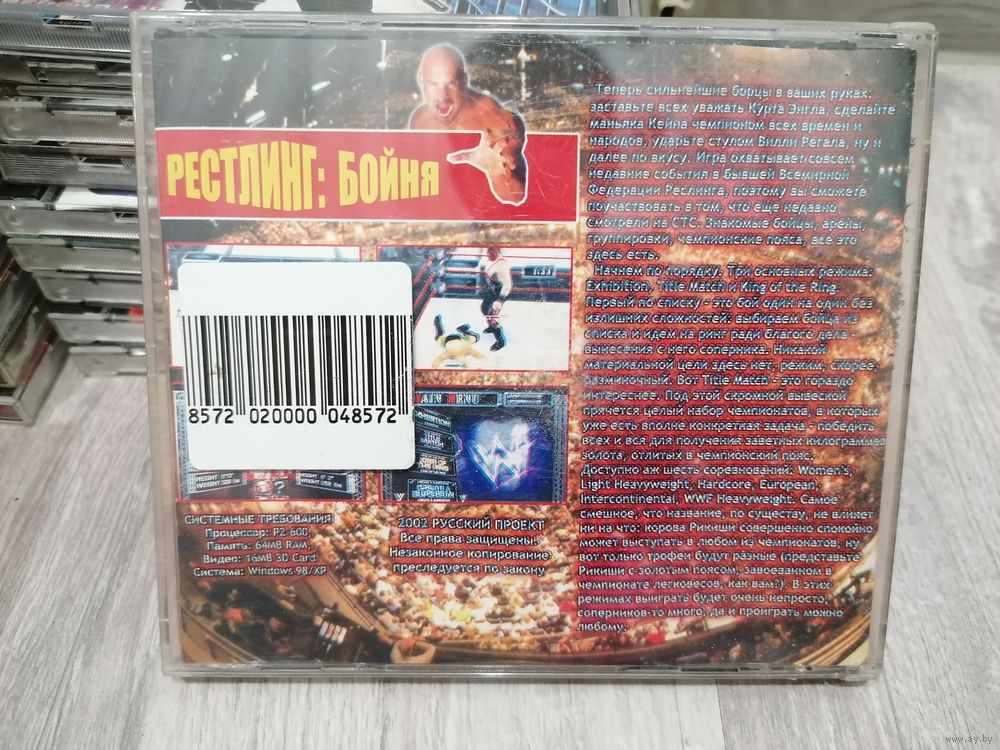 РЕСТЛИНГ: БОЙНЯ
8572 020000 048572
СИСТЕМНЫЕ ТРЕБОВАНИЯ
Процессор: P2-600,
Память: 64MB RAM,
Видео: 16MB 3D Card
Система: Windows 98/XP
2002 РУССКИЙ ПРОЕКТ
Все права защищены.
Незаконное копирование
преследуется по закону
Теперь сильнейшие борцы в ваших руках:
заставьте всех уважать Курта Энгла, сделайте
маньяка Кейна чемпионом всех времен и
народов, ударьте стулом Вилли Регала, ну и
далее по вкусу. Игра охватывает совсем
недавние события в бывшей Всемирной
Федерации Реслинга, поэтому вы сможете
поучаствовать в том, что еще недавно
смотрели на СТС. Знакомые бойцы, арены,
группировки, чемпионские пояса, все это
здесь есть.
Начнем по порядку. Три основных режима:
Exhibition, Title Match и King of the Ring.
Первый по списку - это бой один на один без
излишних сложностей: выбираем бойца из
списка и идем на ринг ради благого дела -
вынесения с него соперника. Никакой
материальной цели здесь нет, режим, скорее,
разминочный. Вот Title Match - это гораздо
интереснее. Под этой скромной вывеской
прячется целый набор чемпионатов, в которых
уже есть вполне конкретная задача - победить
всех и вся для получения заветных килограммов
золота, отлитых в чемпионский пояс.
Доступно аж шесть соревнований: Women's,
Light Heavyweight, Hardcore, European,
Intercontinental, WWF Heavyweight. Самое
смешное, что название, по существу, не влияет
ни на что: корова Рикиши совершенно спокойно
может выступать в любом из чемпионатов, ну
вот только трофеи будут разные (представьте
Рикиши с золотым поясом, завоеванном в
чемпионате легковесов, как вам?). В этих
режимах выиграть будет очень непросто,
соперников-то много, да и проиграть можно
любому.
www.ay.by